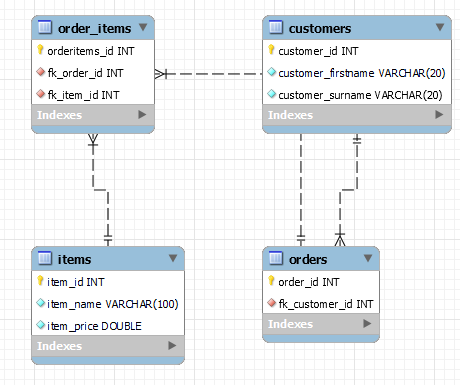 order_items
orderitems_id INT
fk_order_id INT
fk_item_id INT
Indexes
customers
customer_id INT
customer_firstname VARCHAR(20)
customer_surname VARCHAR(20)
Indexes
items
item_id INT
item_name VARCHAR(100)
item_price DOUBLE
Indexes
orders
order_id INT
fk_customer_id INT
Indexes